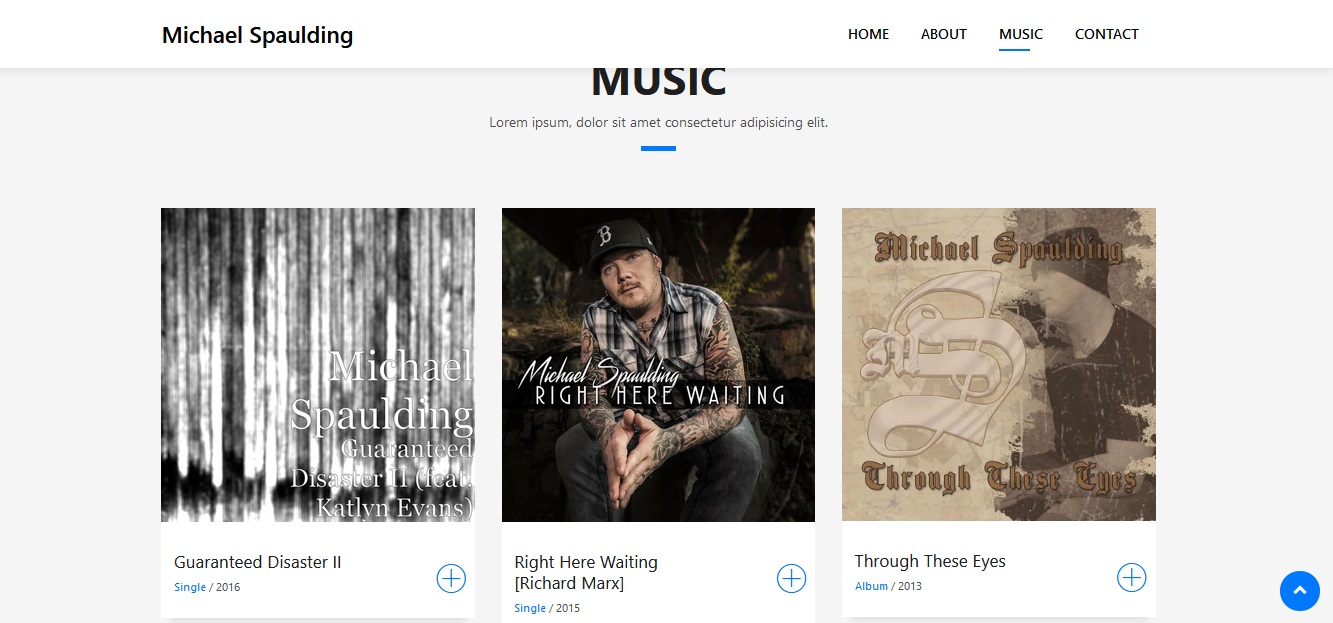 Michael Spaulding
HOME
ABOUT
MUSIC
CONTACT
MUSIC
Lorem ipsum, dolor sit amet consectetur adipisicing elit.
Michael
Spaulding
Guaranteed
Disaster II (feat.
Katlyn Evans)
Guaranteed Disaster II
Single / 2016
B
Michael Spaulding
RIGHT HERE WAITING
Right Here Waiting
[Richard Marx]
Single / 2015
Michael Spaulding
MS
Through These Eyes
Through These Eyes
Album / 2013